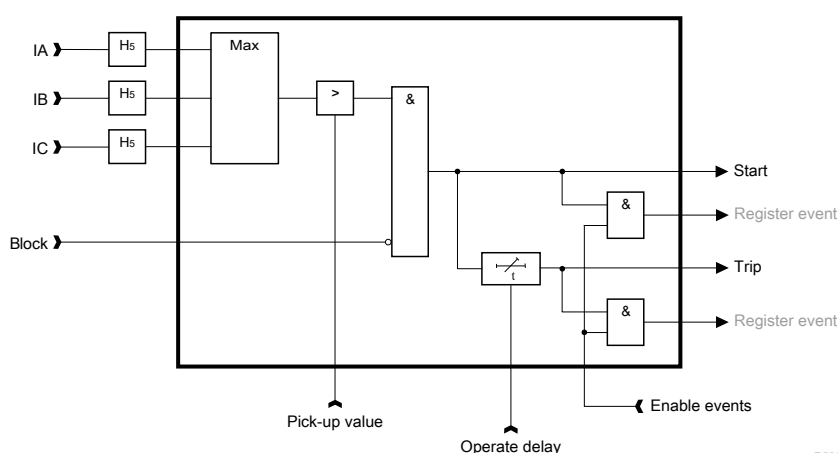 IA
H5
Max
IB
H5
>
&
IC
H5
Start
&
Register event
Block
Trip
t
&
Register event
Enable events
Pick-up value
Operate delay